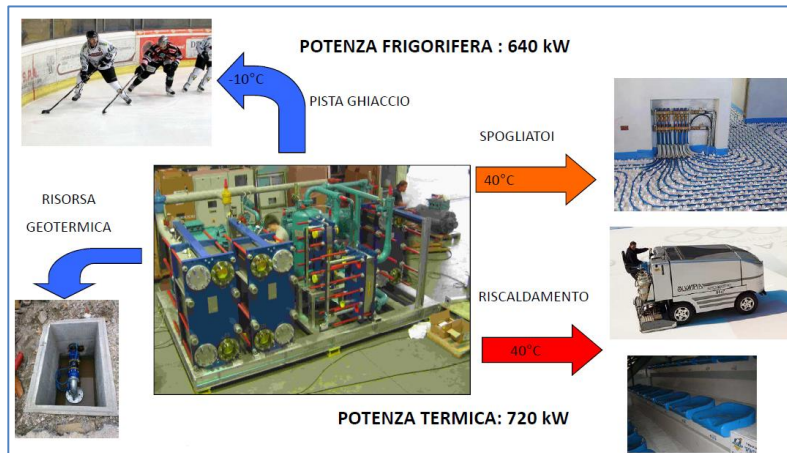 POTENZA FRIGORIFERA : 640 kW
-10°C
PISTA GHIACCIO
SPOGLIATOI
40°C
RISORSA
GEOTERMICA
RISCALDAMENTO
40°C
POTENZA TERMICA: 720 kW